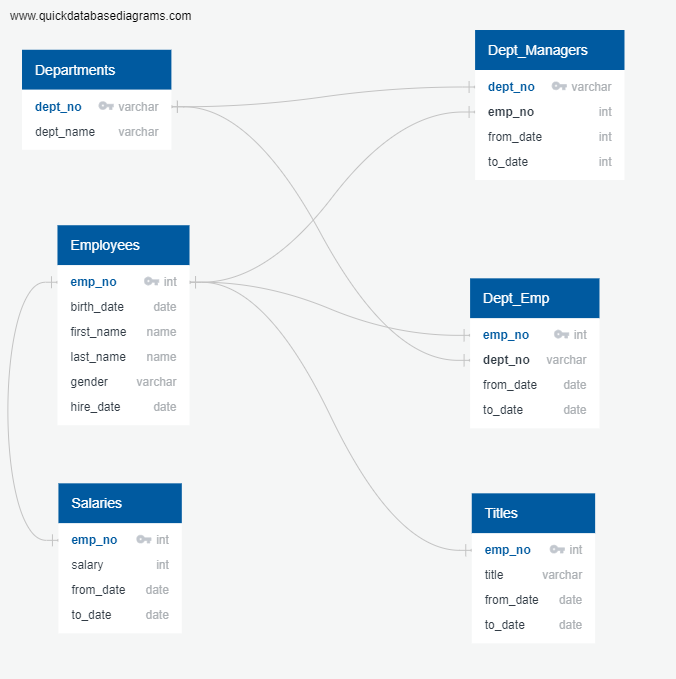 www.quickdatabasediagrams.com
Departments
dept_no varchar
dept_name varchar
Dept_Managers
dept_no varchar
emp_no int
from_date int
to_date int
Employees
emp_no int
birth_date date
first_name name
last_name name
gender varchar
hire_date date
Dept_Emp
emp_no int
dept_no varchar
from_date date
to_date date
Salaries
emp_no int
salary int
from_date date
to_date date
Titles
emp_no int
title varchar
from_date date
to_date date